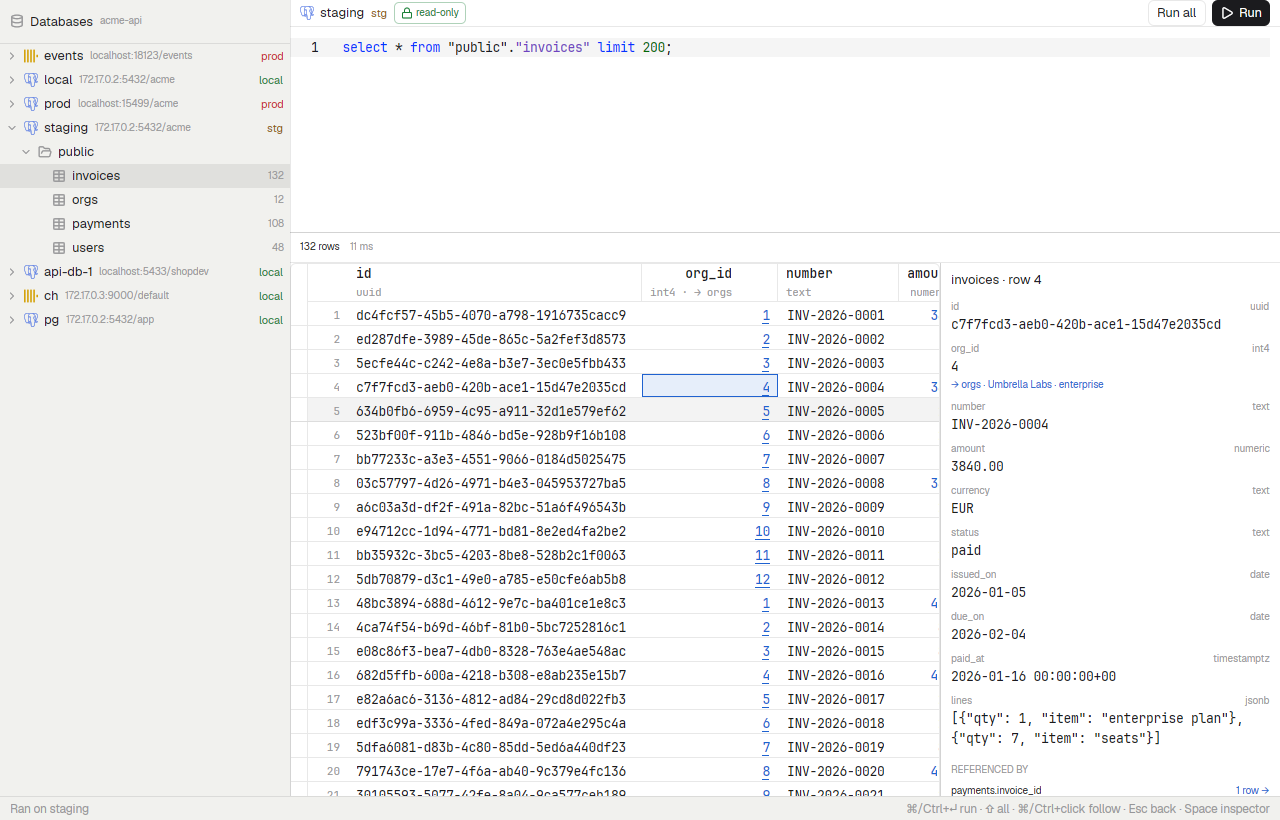 Databases acme-api
events localhost:18123/events prod
local 172.17.0.2:5432/acme local
prod localhost:15499/acme prod
staging 172.17.0.2:5432/acme stg
public
invoices 132
orgs 12
payments 108
users 48
api-db-1 localhost:5433/shopdev local
ch 172.17.0.3:9000/default local
pg 172.17.0.2:5432/app local
staging stg read-only Run all Run
1 select * from "public"."invoices" limit 200;
132 rows 11 ms
id org_id number amou
uuid int4 · → orgs text numer
1 dc4fcf57-45b5-4070-a798-1916735cacc9 1 INV-2026-0001 3
2 ed287dfe-3989-45de-865c-5a2fef3d8573 2 INV-2026-0002
3 5ecfe44c-c242-4e8a-b3e7-3ec0e5fbb433 3 INV-2026-0003
4 c7f7fcd3-aeb0-420b-ace1-15d47e2035cd 4 INV-2026-0004 3
5 634b0fb6-6959-4c95-a911-32d1e579ef62 5 INV-2026-0005
6 523bf00f-911b-4846-bd5e-928b9f16b108 6 INV-2026-0006
7 bb77233c-a3e3-4551-9066-0184d5025475 7 INV-2026-0007
8 03c57797-4d26-4971-b4e3-045953727ba5 8 INV-2026-0008 3
9 a6c03a3d-df2f-491a-82bc-51a6f496543b 9 INV-2026-0009
10 e94712cc-1d94-4771-bd81-8e2ed4fa2be2 10 INV-2026-0010
11 bb35932c-3bc5-4203-8be8-528b2c1f0063 11 INV-2026-0011
12 5db70879-d3c1-49e0-a785-e50cfe6ab5b8 12 INV-2026-0012
13 48bc3894-688d-4612-9e7c-ba401ce1e8c3 1 INV-2026-0013 4
14 4ca74f54-b69d-46bf-81b0-5bc7252816c1 2 INV-2026-0014
15 e08c86f3-bea7-4db0-8328-763e4ae548ac 3 INV-2026-0015
16 682d5ffb-600a-4218-b308-e8ab235e15b7 4 INV-2026-0016 4
17 e82a6ac6-3136-4812-ad84-29cd8d022fb3 5 INV-2026-0017
18 edf3c99a-3336-4fed-849a-072a4e295c4a 6 INV-2026-0018
19 5dfa6081-d83b-4c80-85dd-5ed6a440df23 7 INV-2026-0019
20 791743ce-17e7-4f6a-ab40-9c379e4fc136 8 INV-2026-0020 4
21 30105593-5077-42fe-8a04-9ca577ceb189 9 INV-2026-0021
invoices · row 4
id uuid
c7f7fcd3-aeb0-420b-ace1-15d47e2035cd
org_id int4
4
→ orgs · Umbrella Labs · enterprise
number text
INV-2026-0004
amount numeric
3840.00
currency text
EUR
status text
paid
issued_on date
2026-01-05
due_on date
2026-02-04
paid_at timestamptz
2026-01-16 00:00:00+00
lines jsonb
[{"qty": 1, "item": "enterprise plan"},
{"qty": 7, "item": "seats"}]
REFERENCED BY
payments.invoice_id 1 row →
Ran on staging ⌘/Ctrl+↵ run · ⇧ all · ⌘/Ctrl+click follow · Esc back · Space inspector